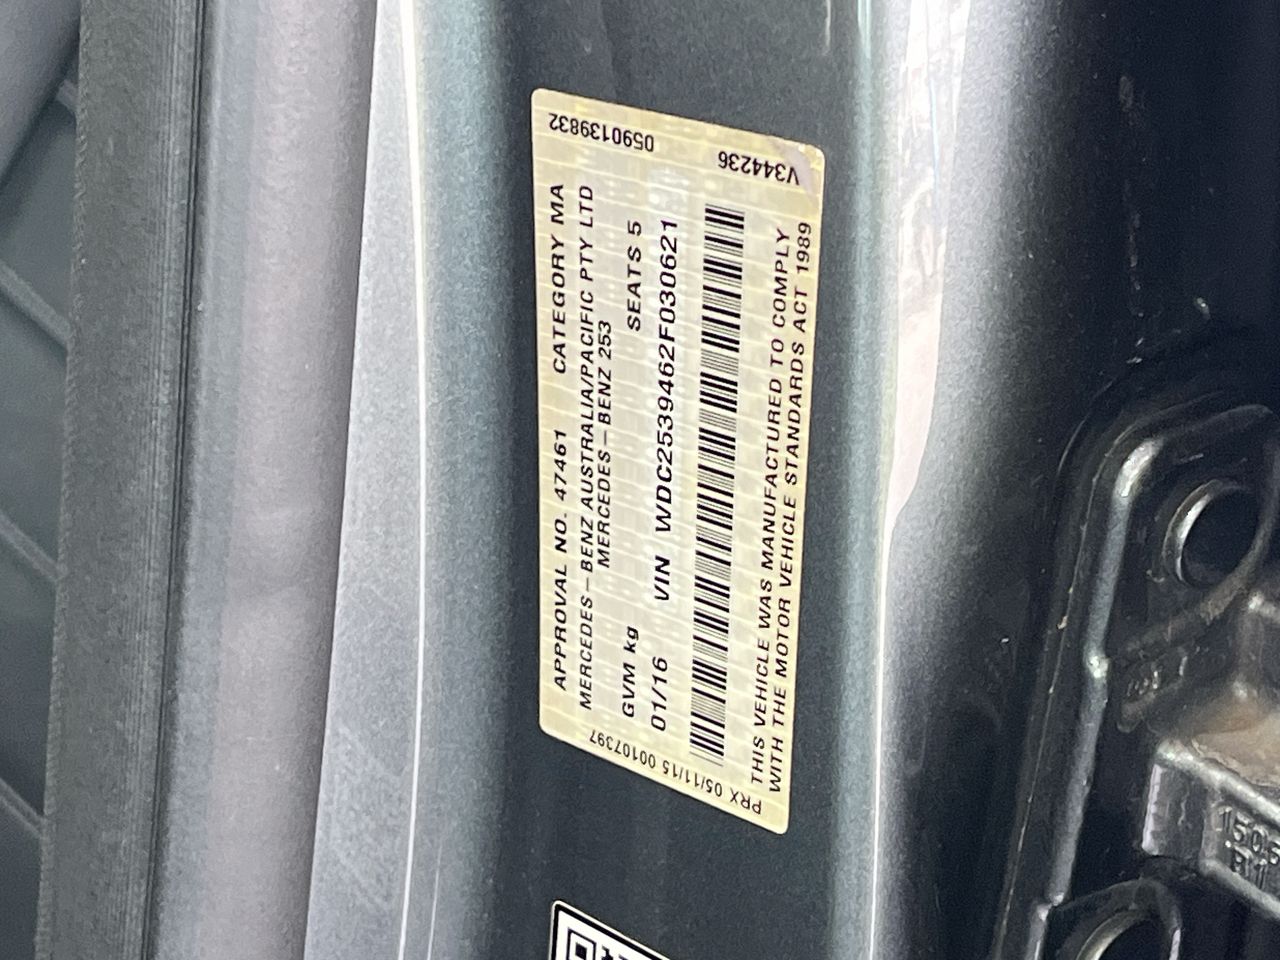 APPROVAL NO. 47461 CATEGORY MA
MERCEDES-BENZ AUSTRALIA/PACIFIC PTY LTD
MERCEDES-BENZ 253
GVM kg SEATS 5
01/16 VIN WDC2539462F030621
THIS VEHICLE WAS MANUFACTURED TO COMPLY
WITH THE MOTOR VEHICLE STANDARDS ACT 1989
0590139832 V344236
PRX 05/11/15 00107397